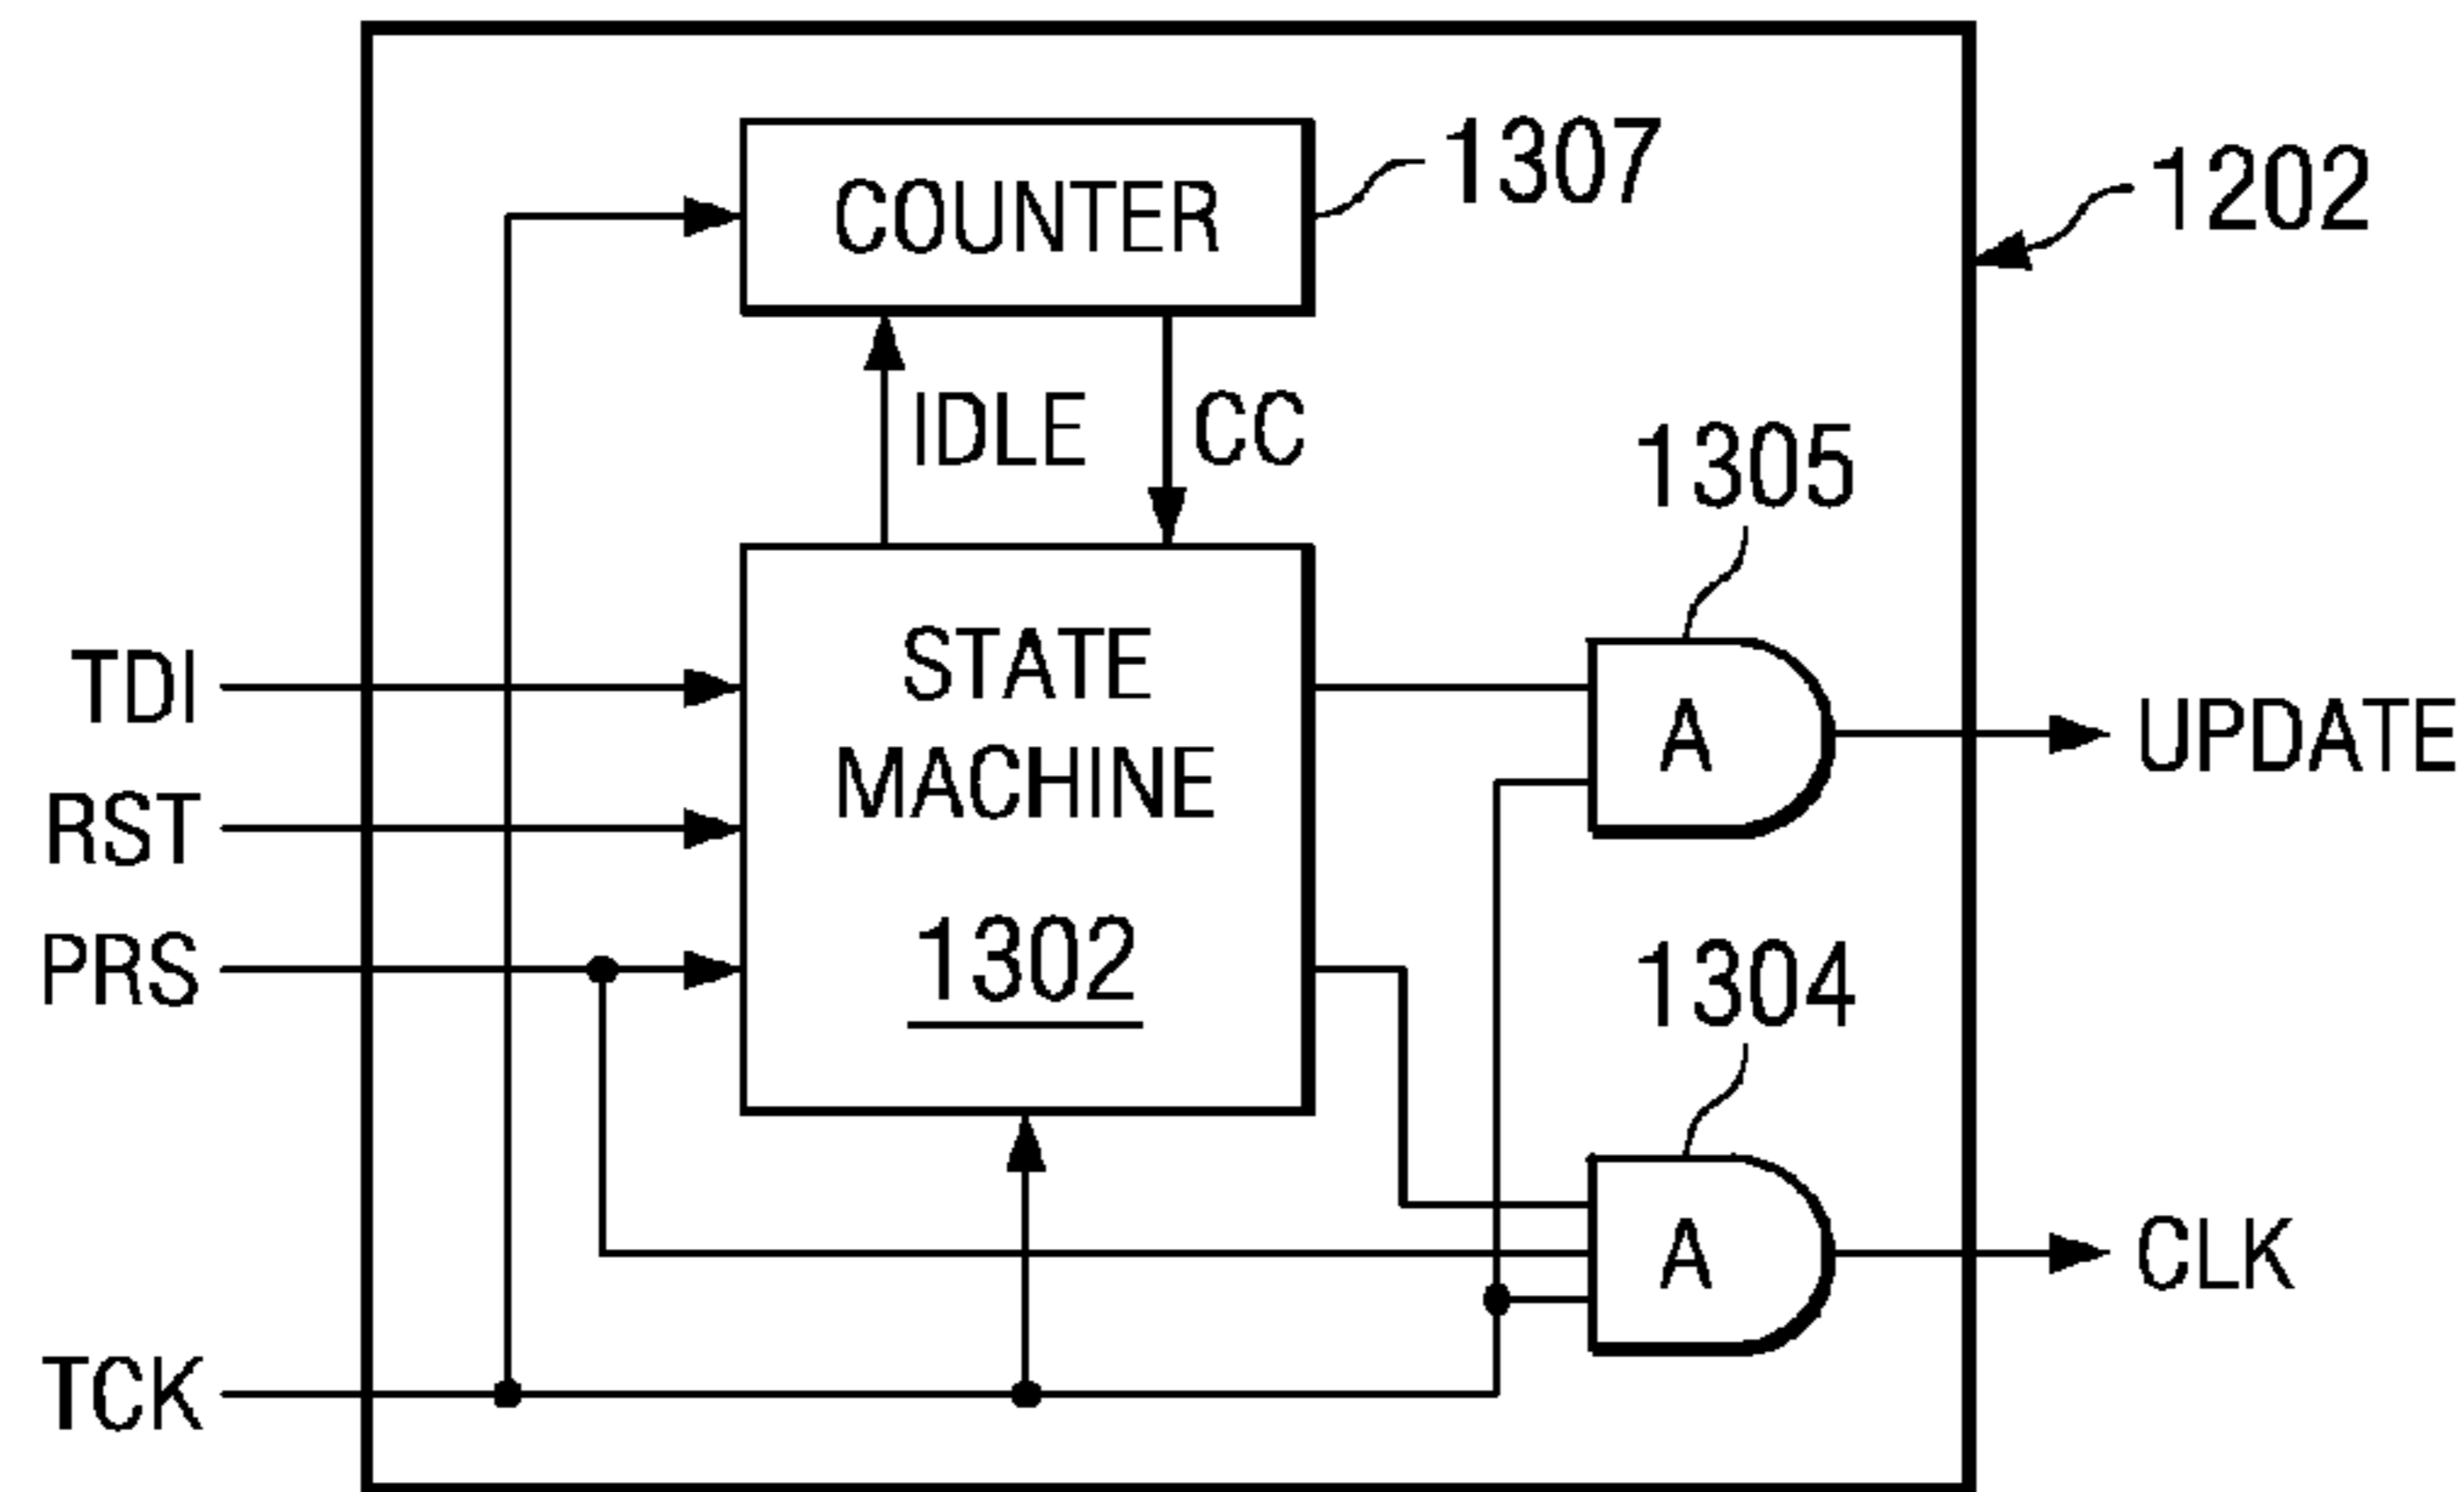 COUNTER
1307
1202
IDLE
CC
1305
STATE
MACHINE
1302
TDI
RST
PRS
TCK
A
UPDATE
1304
A
CLK